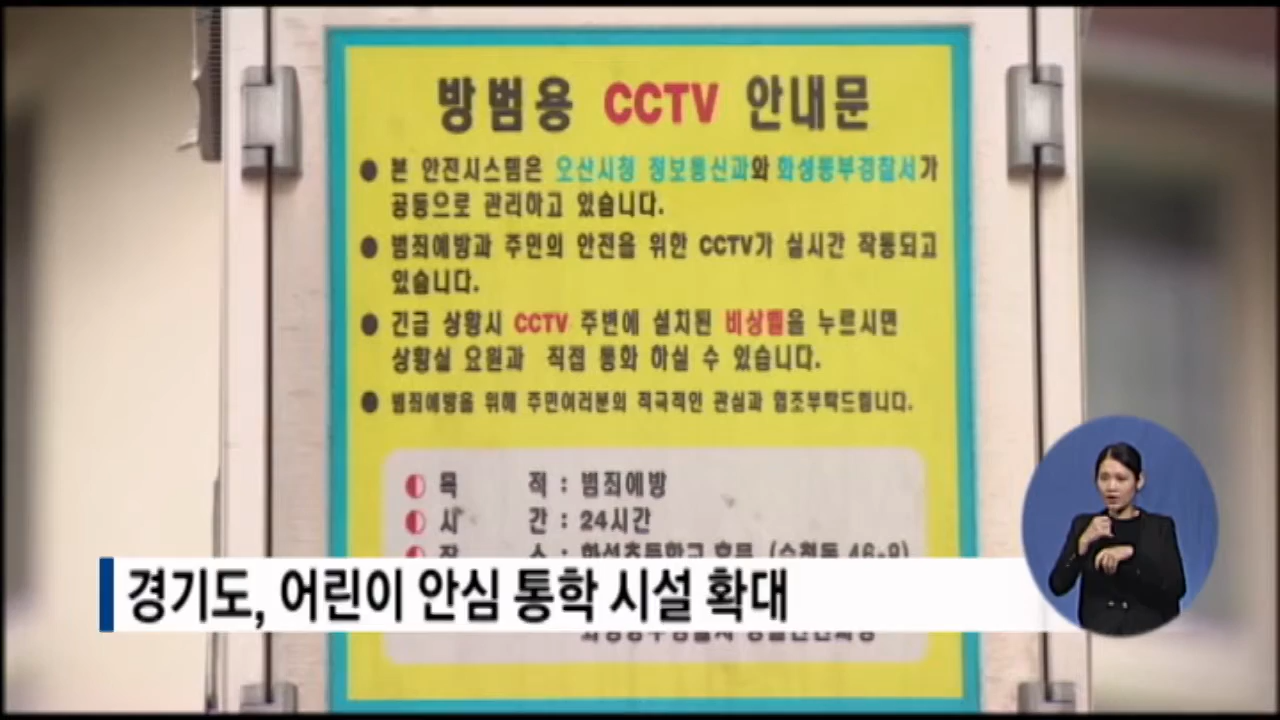 방범용 CCTV 안내문
● 본 안전시스템은 오산시청 정보통신과와 화성동부경찰서가
공동으로 관리하고 있습니다.
● 범죄예방과 주민의 안전을 위한 CCTV가 실시간 작동되고
있습니다.
● 긴급 상황시 CCTV 주변에 설치된 비상벨을 누르시면
상황실 요원과 직접 통화 하실 수 있습니다.
● 범죄예방을 위해 주민여러분의 적극적인 관심과 협조부탁드립니다.
목 적 : 범죄예방
시 간 : 24시간
장 소 :
경기도, 어린이 안심 통학 시설 확대